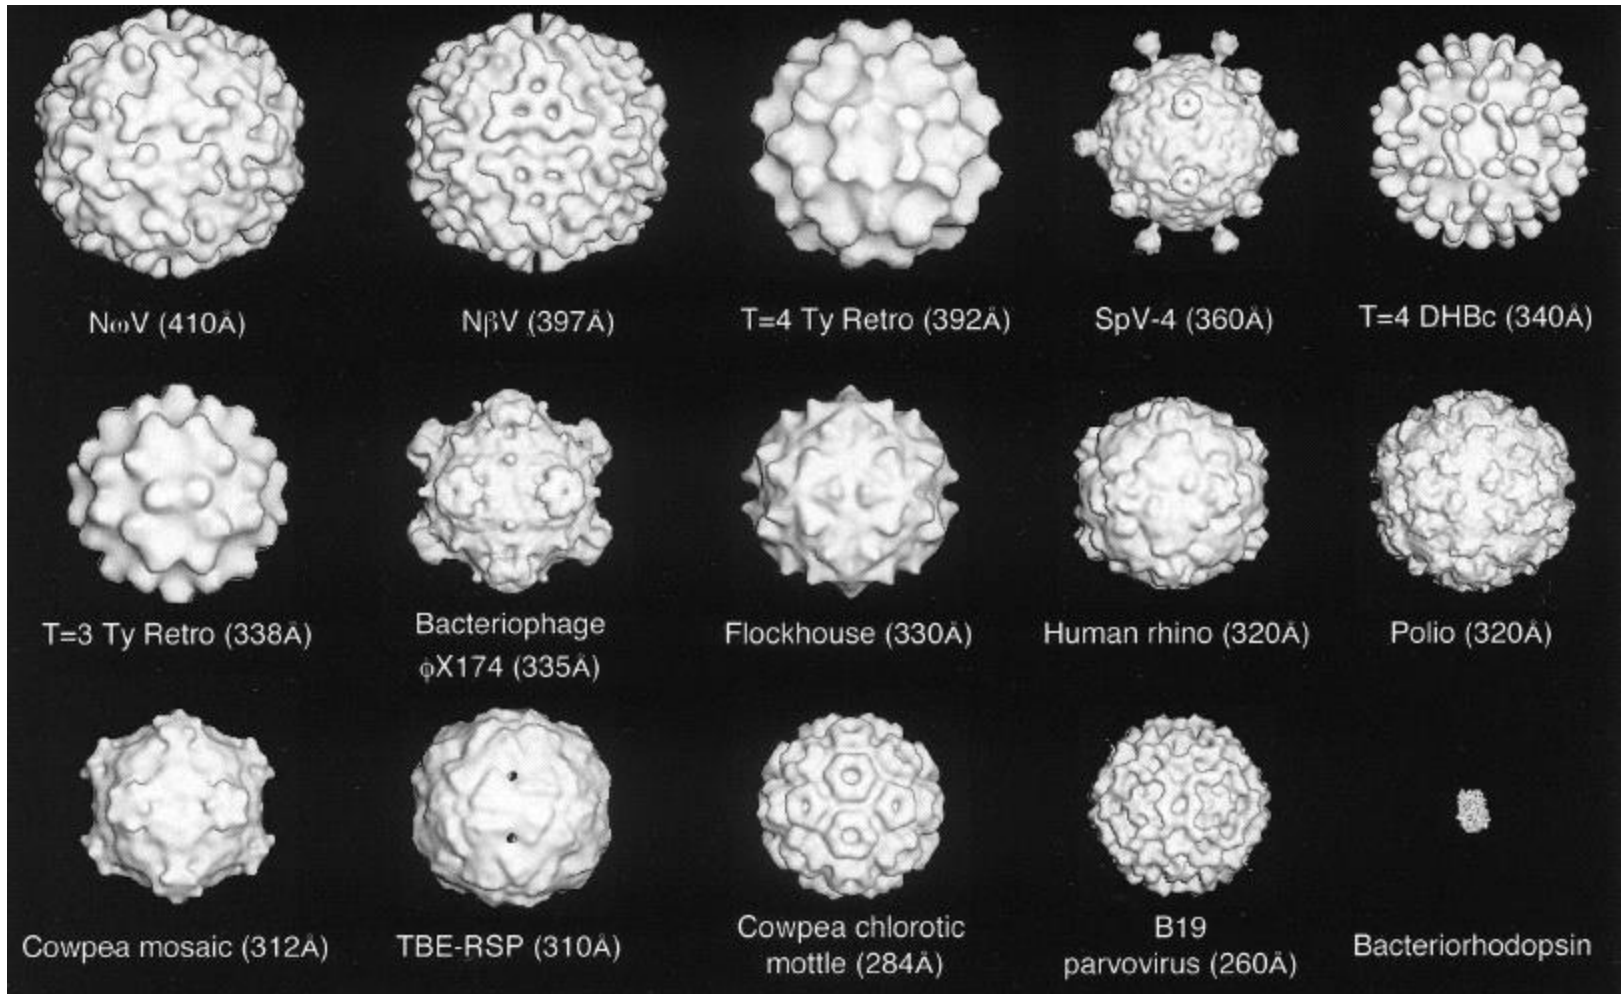 NωV (410Å)
NβV (397Å)
T=4 Ty Retro (392Å)
SpV-4 (360Å)
T=4 DHBc (340Å)
T=3 Ty Retro (338Å)
Bacteriophage
φX174 (335Å)
Flockhouse (330Å)
Human rhino (320Å)
Polio (320Å)
Cowpea mosaic (312Å)
TBE-RSP (310Å)
Cowpea chlorotic
mottle (284Å)
B19
parvovirus (260Å)
Bacteriorhodopsin